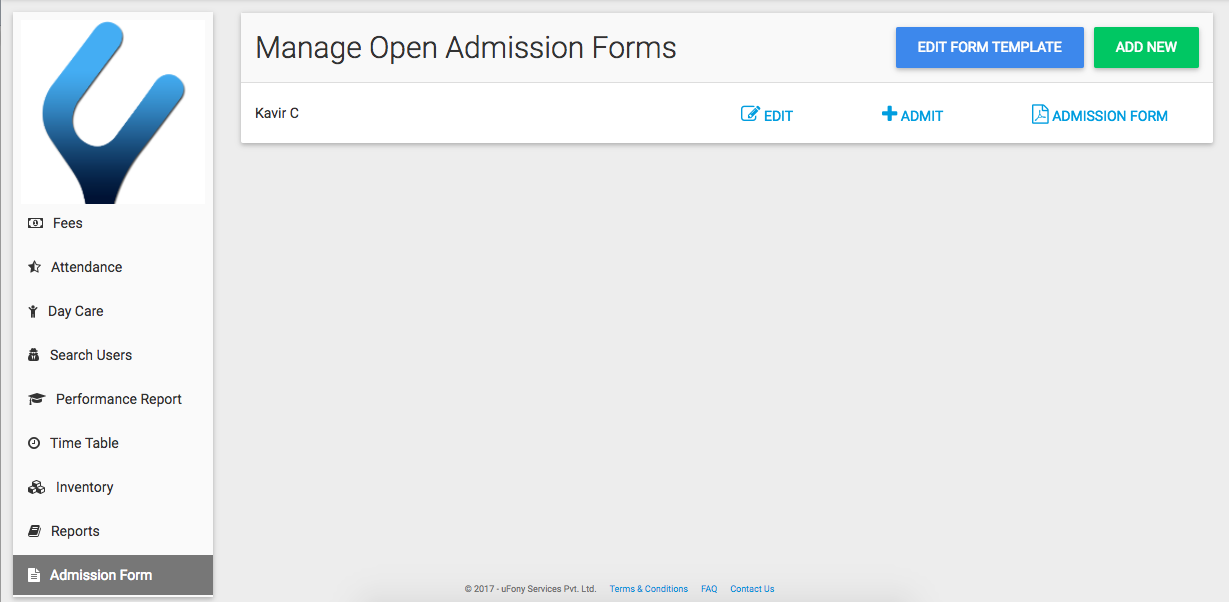 Manage Open Admission Forms
EDIT FORM TEMPLATE
ADD NEW
Kavir C
EDIT
ADMIT
ADMISSION FORM
Fees
Attendance
Day Care
Search Users
Performance Report
Time Table
Inventory
Reports
Admission Form
© 2017 - uFony Services Pvt. Ltd. Terms & Conditions FAQ Contact Us